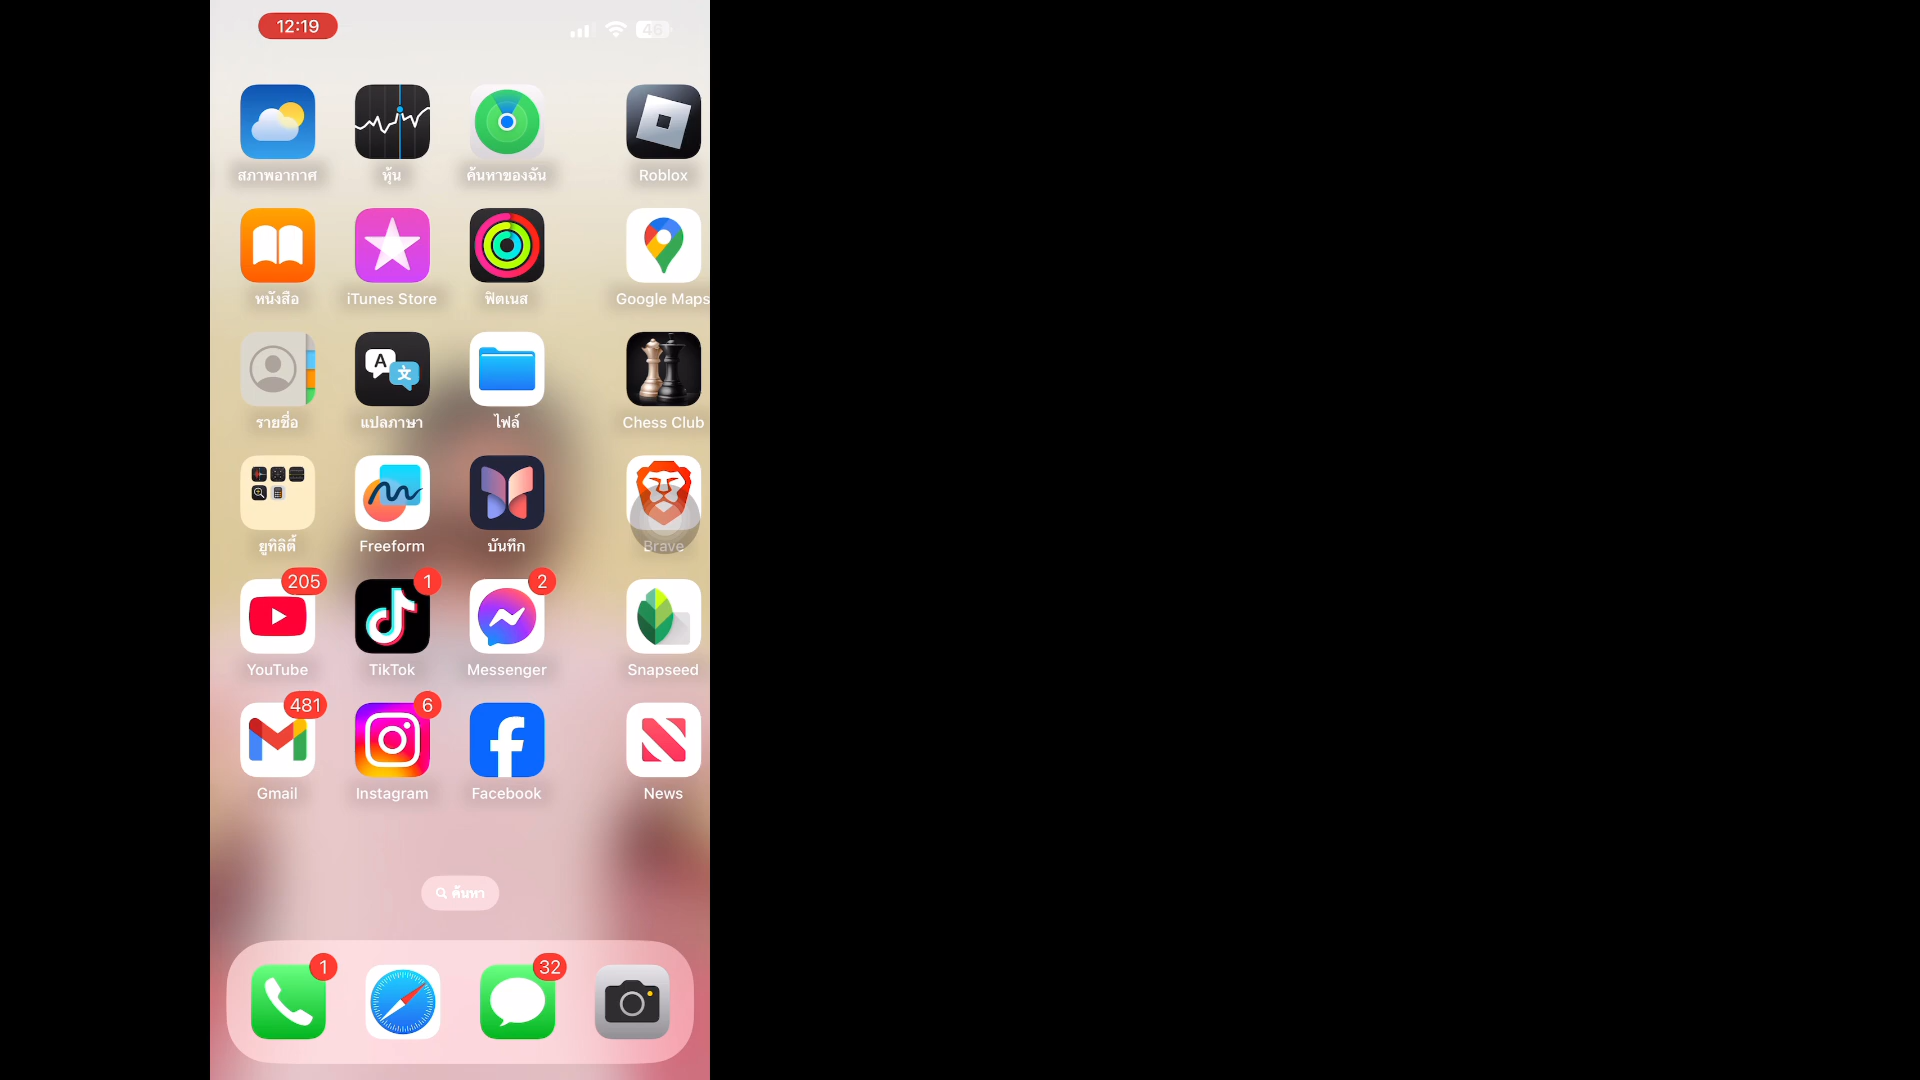 12:19
46
สภาพอากาศ
หุ้น
ค้นหาของฉัน
Roblox
หนังสือ
iTunes Store
ฟิตเนส
Google Maps
A
文
รายชื่อ
แปลภาษา
ไฟล์
Chess Club
ยูทิลิตี้
Freeform
บันทึก
Brave
205
1
2
YouTube
TikTok
Messenger
Snapseed
481
6
Gmail
Instagram
Facebook
News
ค้นหา
1
32